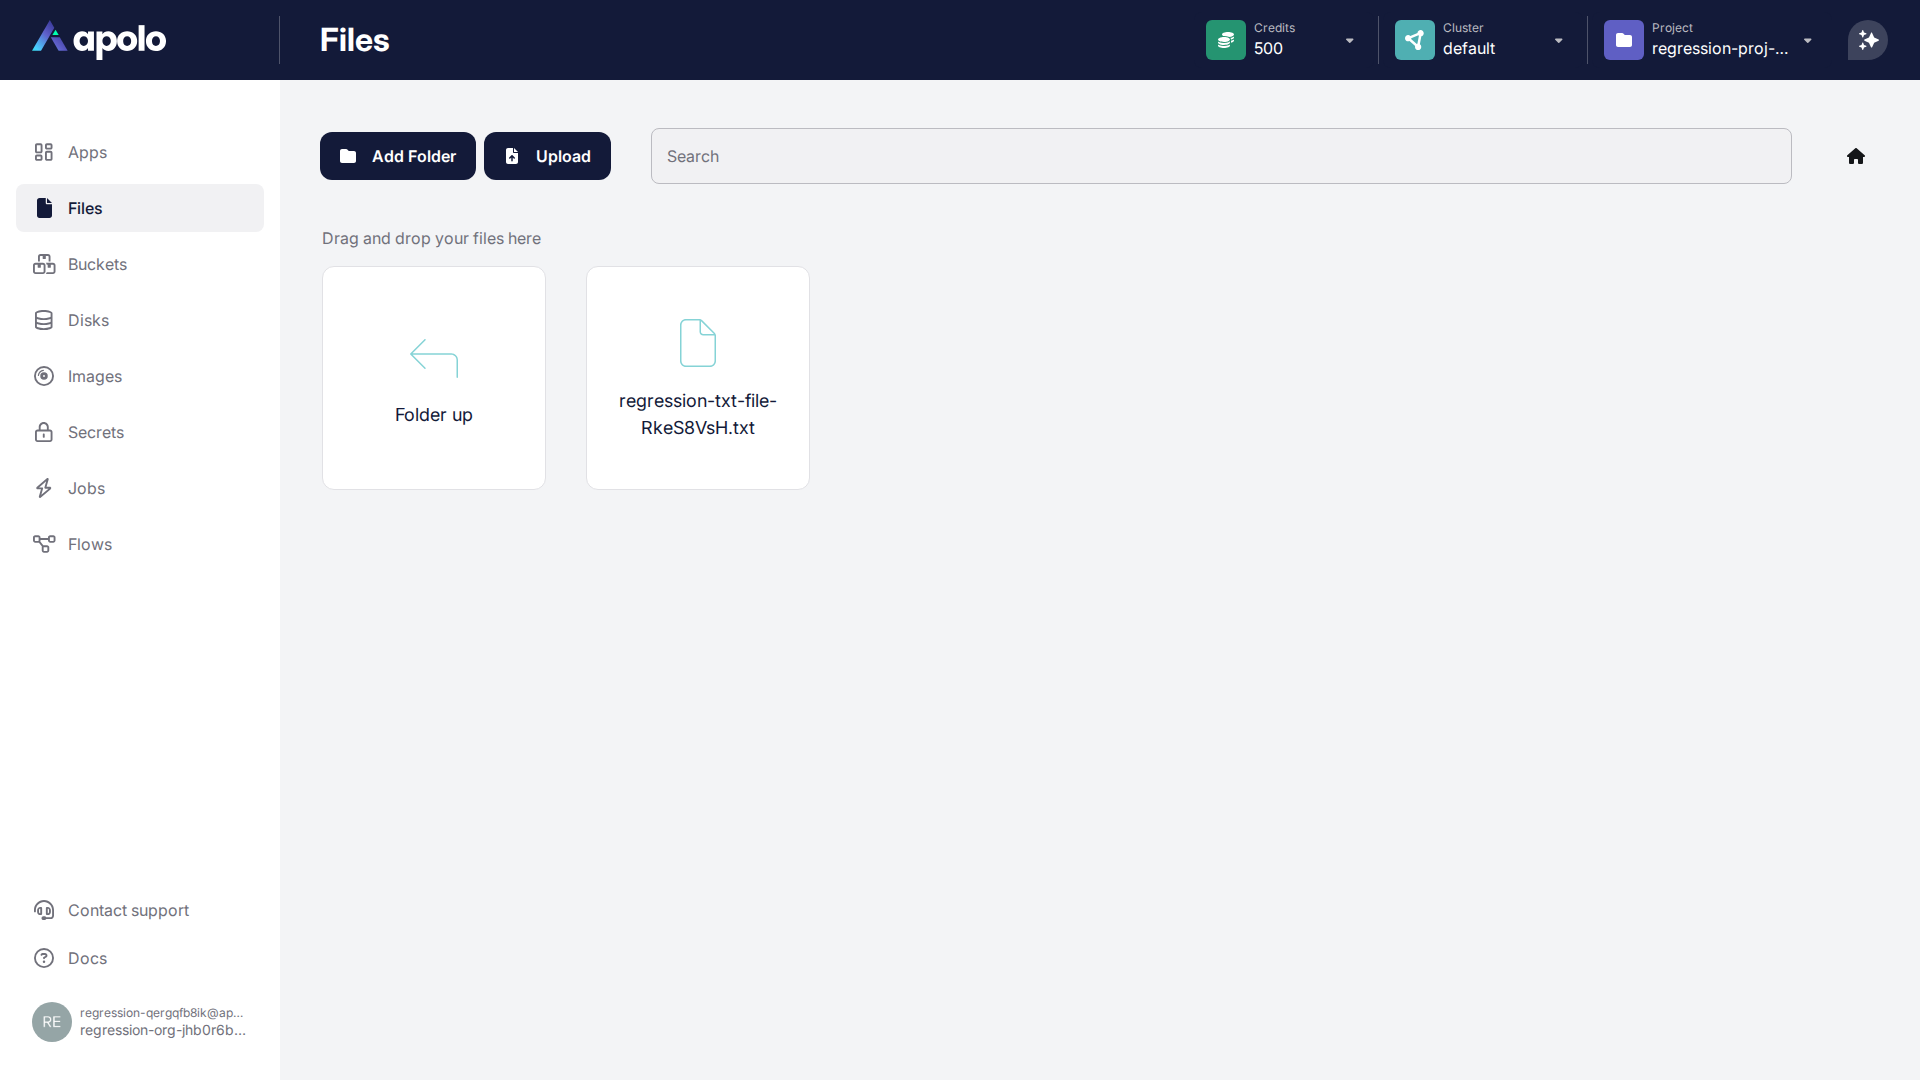 apolo
Files
Credits
500
Cluster
default
Project
regression-proj-...
Apps
Files
Buckets
Disks
Images
Secrets
Jobs
Flows
Add Folder
Upload
Search
Drag and drop your files here
Folder up
regression-txt-file-
RkeS8VsH.txt
Contact support
Docs
RE
regression-qergqfb8ik@ap...
regression-org-jhb0r6b...